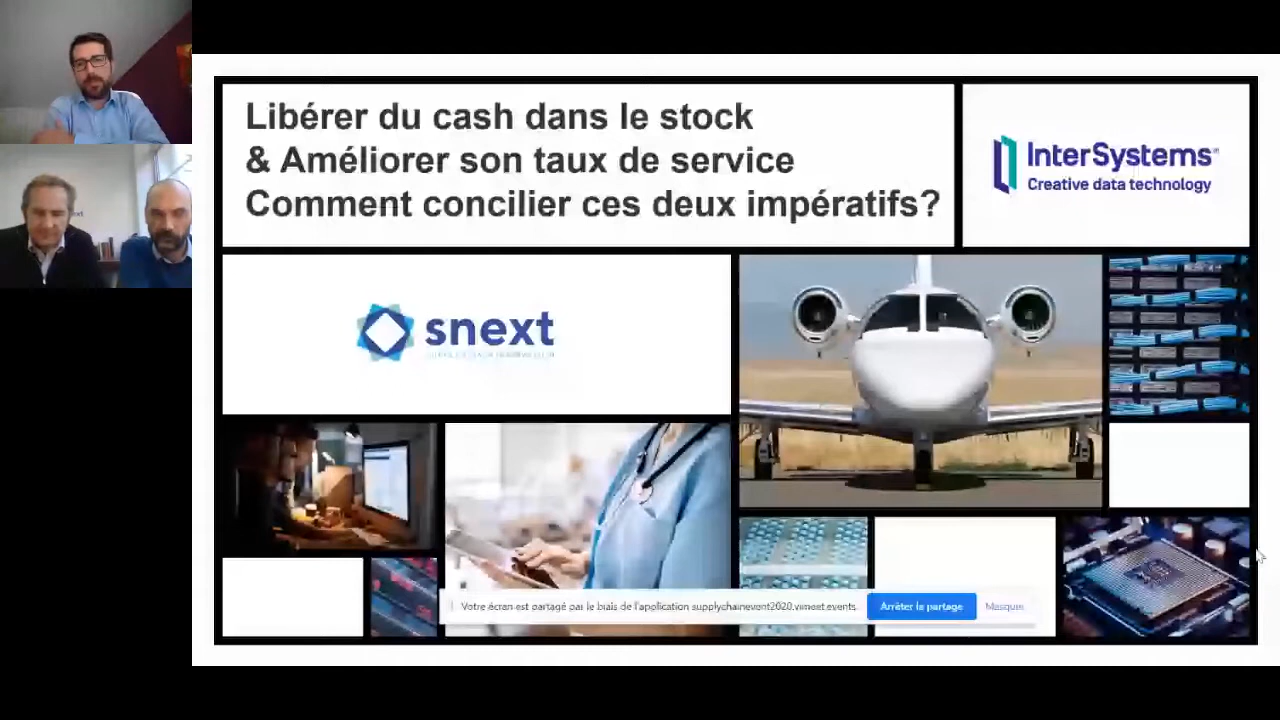 Libérer du cash dans le stock
& Améliorer son taux de service
Comment concilier ces deux impératifs?
InterSystems
Creative data technology
snext
Votre écran est partagé par le biais de l'application supplychainevent2020.vimeet.events.
Arrêter le partage
Masquer